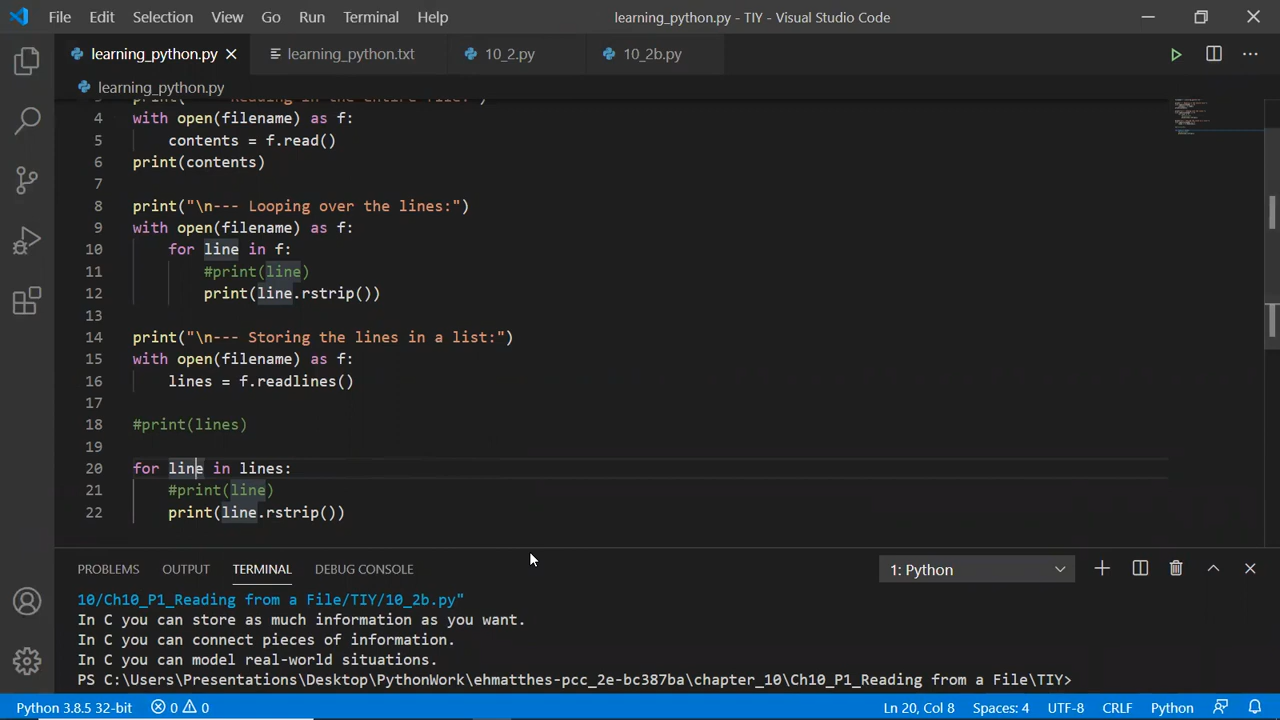 File Edit Selection View Go Run Terminal Help learning_python.py - TIY - Visual Studio Code
learning_python.py learning_python.txt 10_2.py 10_2b.py
learning_python.py
4 with open(filename) as f:
5 contents = f.read()
6 print(contents)
7
8 print("\n--- Looping over the lines:")
9 with open(filename) as f:
10 for line in f:
11 #print(line)
12 print(line.rstrip())
13
14 print("\n--- Storing the lines in a list:")
15 with open(filename) as f:
16 lines = f.readlines()
17
18 #print(lines)
19
20 for line in lines:
21 #print(line)
22 print(line.rstrip())
PROBLEMS OUTPUT TERMINAL DEBUG CONSOLE 1: Python
10/Ch10_P1_Reading from a File/TIY/10_2b.py"
In C you can store as much information as you want.
In C you can connect pieces of information.
In C you can model real-world situations.
PS C:\Users\Presentations\Desktop\PythonWork\ehmatthes-pcc_2e-bc387ba\chapter_10\Ch10_P1_Reading from a File\TIY>
Python 3.8.5 32-bit 0 0 Ln 20, Col 8 Spaces: 4 UTF-8 CRLF Python